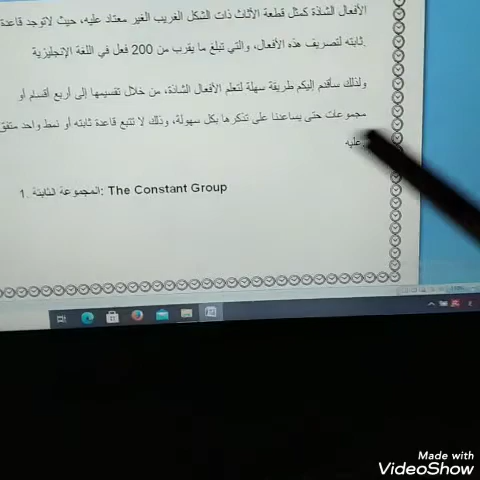 الأفعال الشاذة كمثل قطعة الأثاث ذات الشكل الغريب الغير معتاد عليه، حيث لاتوجد قاعدة
ثابته لتصريف هذه الأفعال، والتي تبلغ ما يقرب من 200 فعل في اللغة الإنجليزية.
ولذلك سأقدم إليكم طريقة سهلة لتعلم الأفعال الشاذة، من خلال تقسيمها إلى أربع أقسام أو
مجموعات حتى يساعدنا على تذكرها بكل سهولة، وذلك لا تتبع قاعدة ثابته أو نمط واحد متفق
عليه
1. المجموعة الثابتة: The Constant Group
Made with
VideoShow